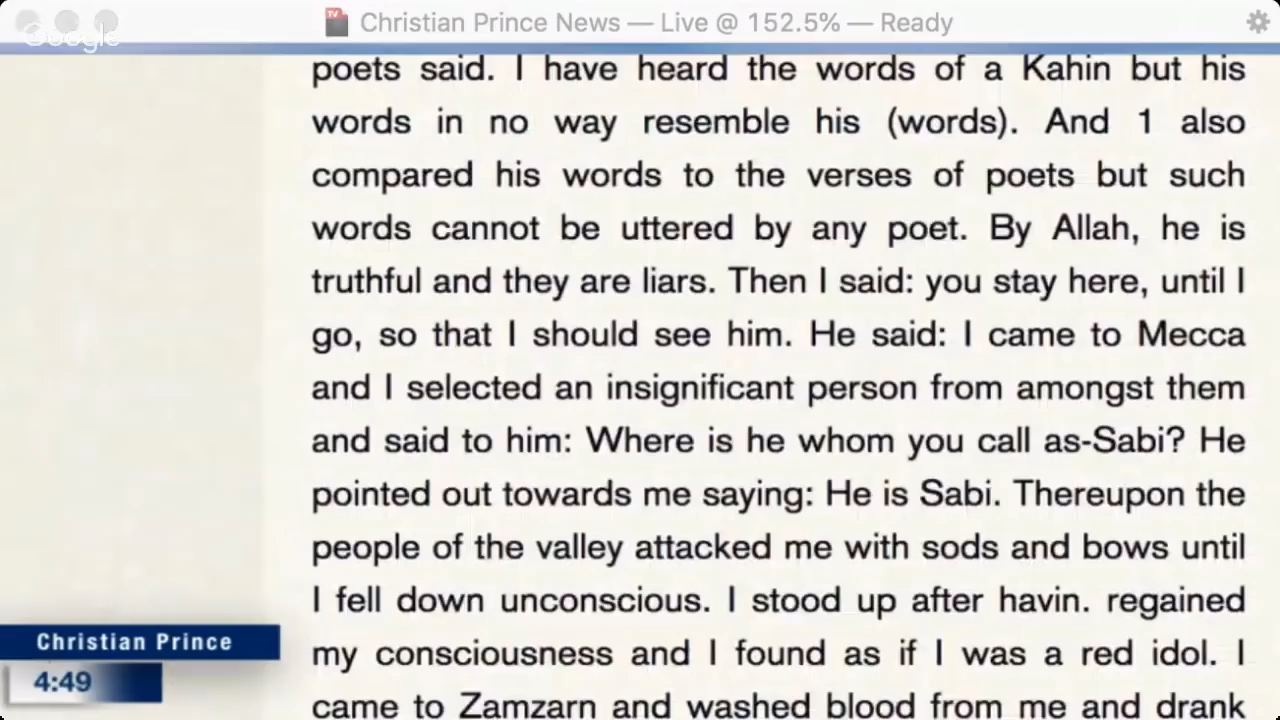 TV
Christian Prince News — Live @ 152.5% — Ready
Google
poets said. I have heard the words of a Kahin but his
words in no way resemble his (words). And 1 also
compared his words to the verses of poets but such
words cannot be uttered by any poet. By Allah, he is
truthful and they are liars. Then I said: you stay here, until I
go, so that I should see him. He said: I came to Mecca
and I selected an insignificant person from amongst them
and said to him: Where is he whom you call as-Sabi? He
pointed out towards me saying: He is Sabi. Thereupon the
people of the valley attacked me with sods and bows until
I fell down unconscious. I stood up after havin. regained
my consciousness and I found as if I was a red idol. I
came to Zamzarn and washed blood from me and drank
Christian Prince
4:49